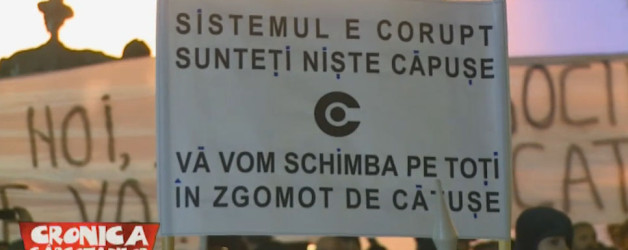 SISTEMUL E CORUPT
SUNTEȚI NIȘTE CĂPUȘE
VĂ VOM SCHIMBA PE TOȚI
ÎN ZGOMOT DE CĂTUȘE
HOI,
CRONICA